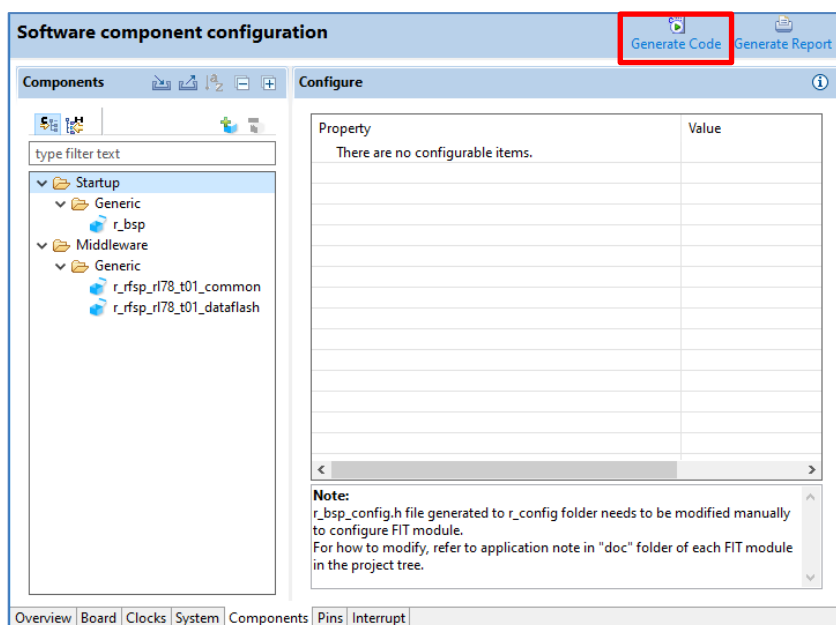 Software component configuration
Generate Code Generate Report
Components
Configure
type filter text
Startup
Generic
r_bsp
Middleware
Generic
r_rfsp_rl78_t01_common
r_rfsp_rl78_t01_dataflash
Property Value
There are no configurable items.
Note:
r_bsp_config.h file generated to r_config folder needs to be modified manually
to configure FIT module.
For how to modify, refer to application note in "doc" folder of each FIT module
in the project tree.
Overview Board Clocks System Components Pins Interrupt